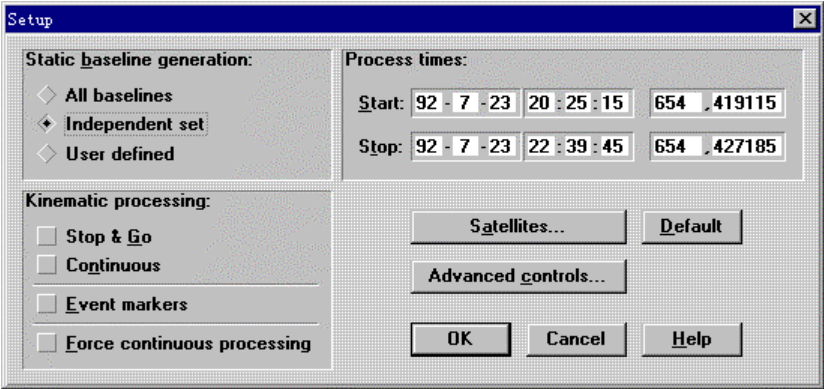 Setup
Static baseline generation:
All baselines
Independent set
User defined
Process times:
Start: 92 - 7 - 23 20 : 25 : 15 654 , 419115
Stop: 92 - 7 - 23 22 : 39 : 45 654 , 427185
Kinematic processing:
Stop & Go
Continuous
Event markers
Force continuous processing
Satellites... Default
Advanced controls...
OK Cancel Help